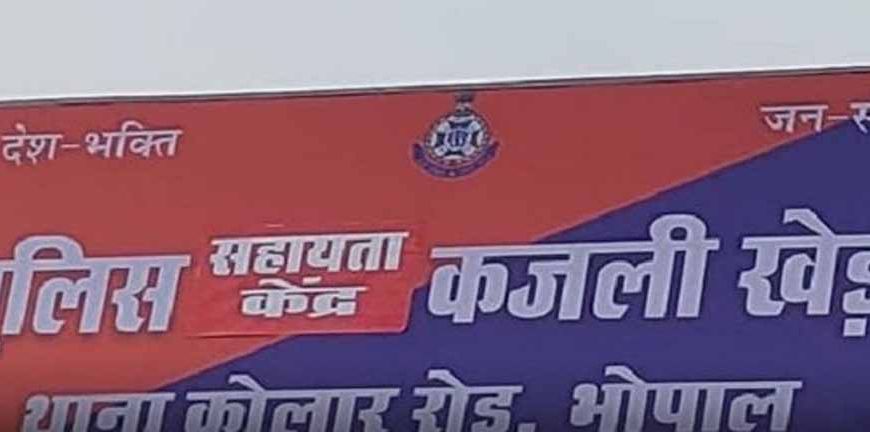 देश-भक्ति जन-स
पुलिस सहायता केंद्र कजली खेड़
थाना कोलार रोड, भोपाल